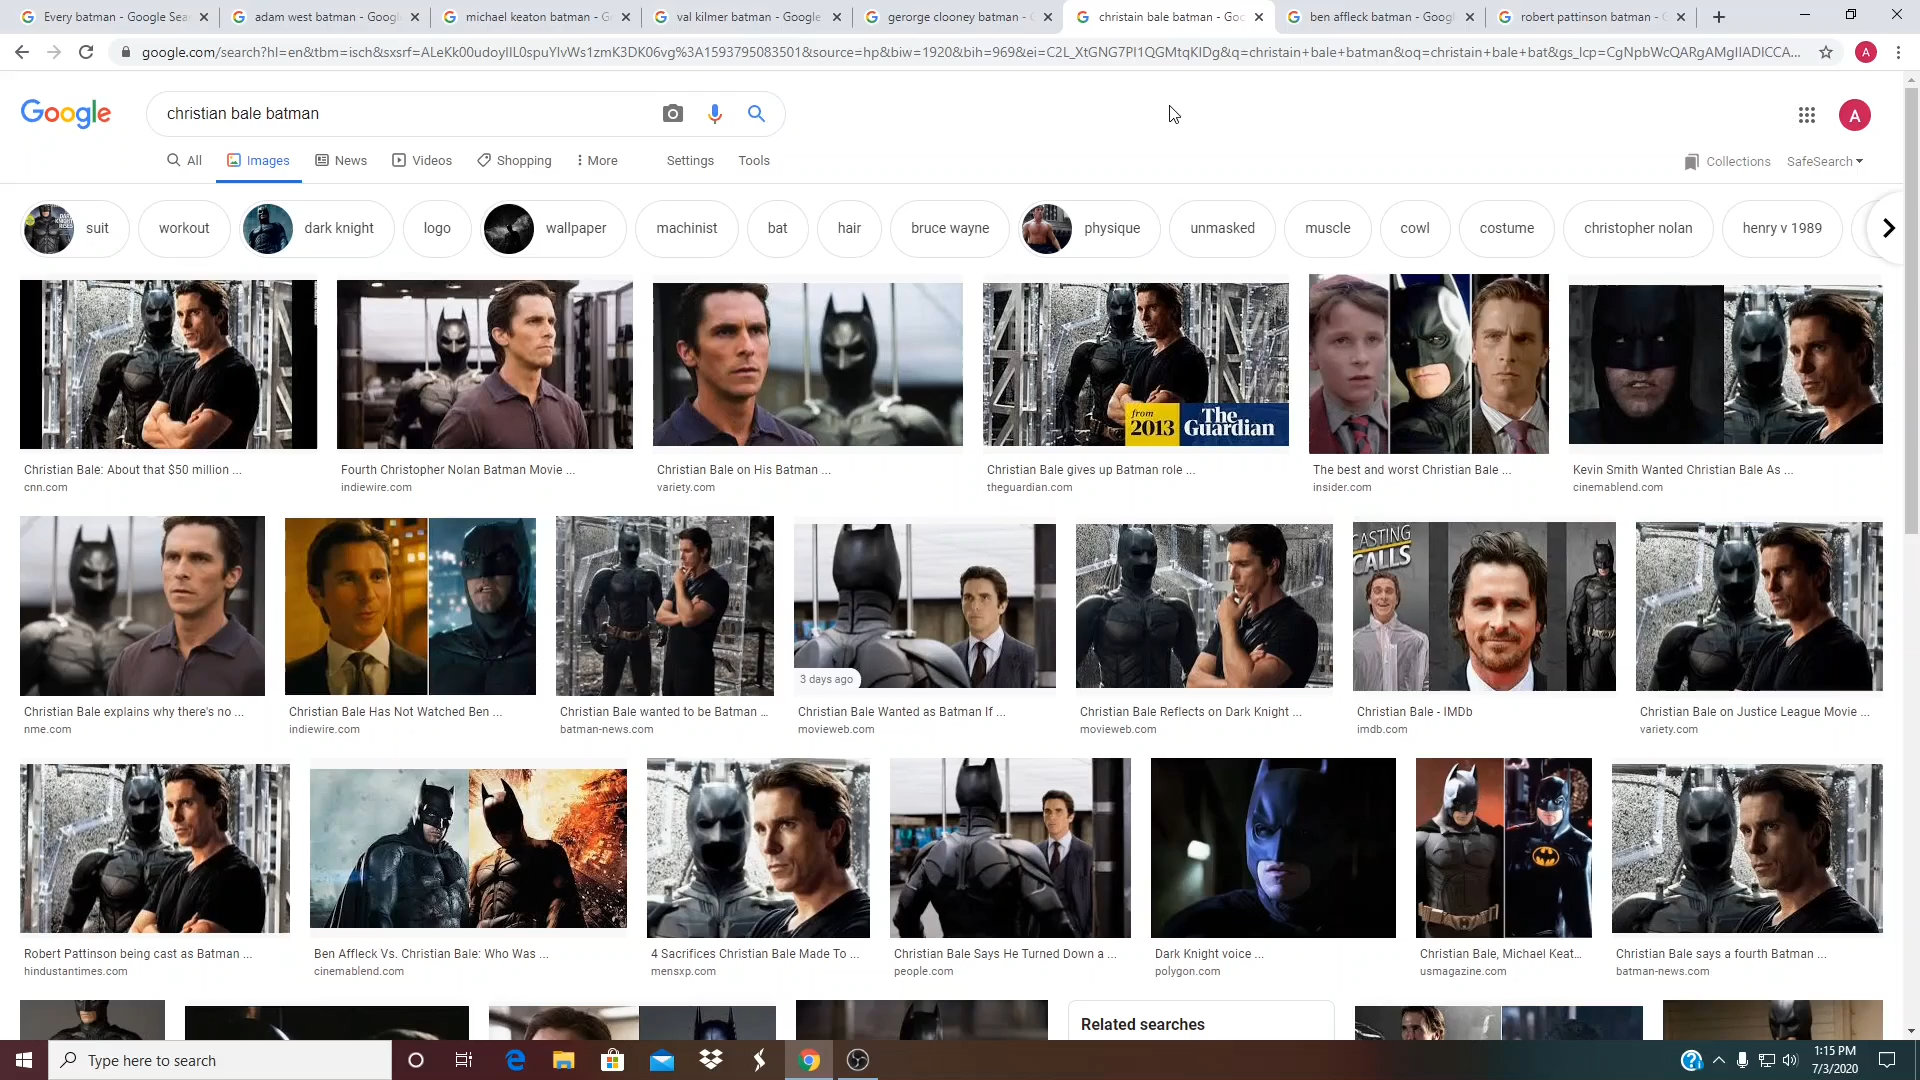 Every batman - Google Sea
adam west batman - Googl
michael keaton batman - G
val kilmer batman - Google
gerorge clooney batman -
christain bale batman - Goo
ben affleck batman - Googl
robert pattinson batman - G
google.com/search?hl=en&tbm=isch&sxsrf=ALeKk00udoyIIL0spuYIvWs1zmK3DK06vg%3A1593795083501&source=hp&biw=1920&bih=969&ei=C2L_XtGNG7PI1QGMtqKIDg&q=christain+bale+batman&oq=christain+bale+bat&gs_lcp=CgNpbWcQARgAMgIIADICCA...
A
Google
christian bale batman
A
All
Images
News
Videos
Shopping
More
Settings
Tools
Collections
SafeSearch
suit
workout
dark knight
logo
wallpaper
machinist
bat
hair
bruce wayne
physique
unmasked
muscle
cowl
costume
christopher nolan
henry v 1989
from
2013
The
Guardian
Christian Bale: About that $50 million ...
cnn.com
Fourth Christopher Nolan Batman Movie ...
indiewire.com
Christian Bale on His Batman ...
variety.com
Christian Bale gives up Batman role ...
theguardian.com
The best and worst Christian Bale ...
insider.com
Kevin Smith Wanted Christian Bale As ...
cinemablend.com
3 days ago
CASTING
CALLS
Christian Bale explains why there's no ...
nme.com
Christian Bale Has Not Watched Ben ...
indiewire.com
Christian Bale wanted to be Batman ...
batman-news.com
Christian Bale Wanted as Batman If ...
movieweb.com
Christian Bale Reflects on Dark Knight ...
movieweb.com
Christian Bale - IMDb
imdb.com
Christian Bale on Justice League Movie ...
variety.com
Robert Pattinson being cast as Batman ...
hindustantimes.com
Ben Affleck Vs. Christian Bale: Who Was ...
cinemablend.com
4 Sacrifices Christian Bale Made To ...
mensxp.com
Christian Bale Says He Turned Down a ...
people.com
Dark Knight voice ...
polygon.com
Christian Bale, Michael Keat...
usmagazine.com
Christian Bale says a fourth Batman ...
batman-news.com
Related searches
Type here to search
1:15 PM
7/3/2020